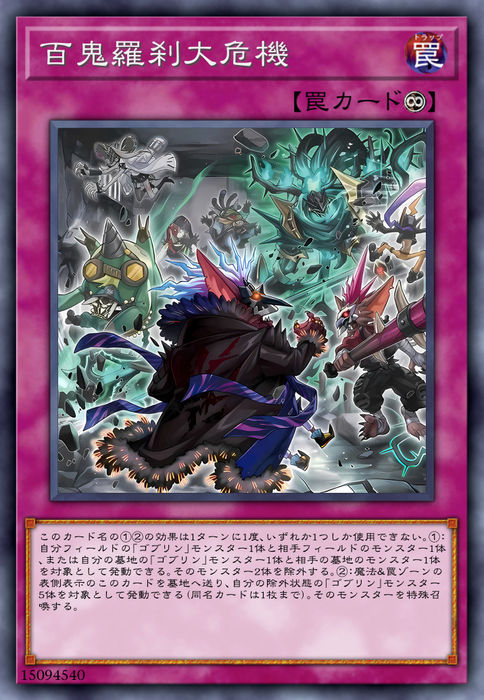 百鬼羅刹大危機
トラップ
罠
【罠カード】
このカード名の①②の効果は1ターンに1度、いずれか1つしか使用できない。①:
自分フィールドの「ゴブリン」モンスター1体と相手フィールドのモンスター1体、
または自分の墓地の「ゴブリン」モンスター1体と相手の墓地のモンスター1体
を対象として発動できる。そのモンスター2体を除外する。②:魔法&罠ゾーンの
表側表示のこのカードを墓地へ送り、自分の除外状態の「ゴブリン」モンスター
5体を対象として発動できる(同名カードは1枚まで)。そのモンスターを特殊召
喚する。
15094540